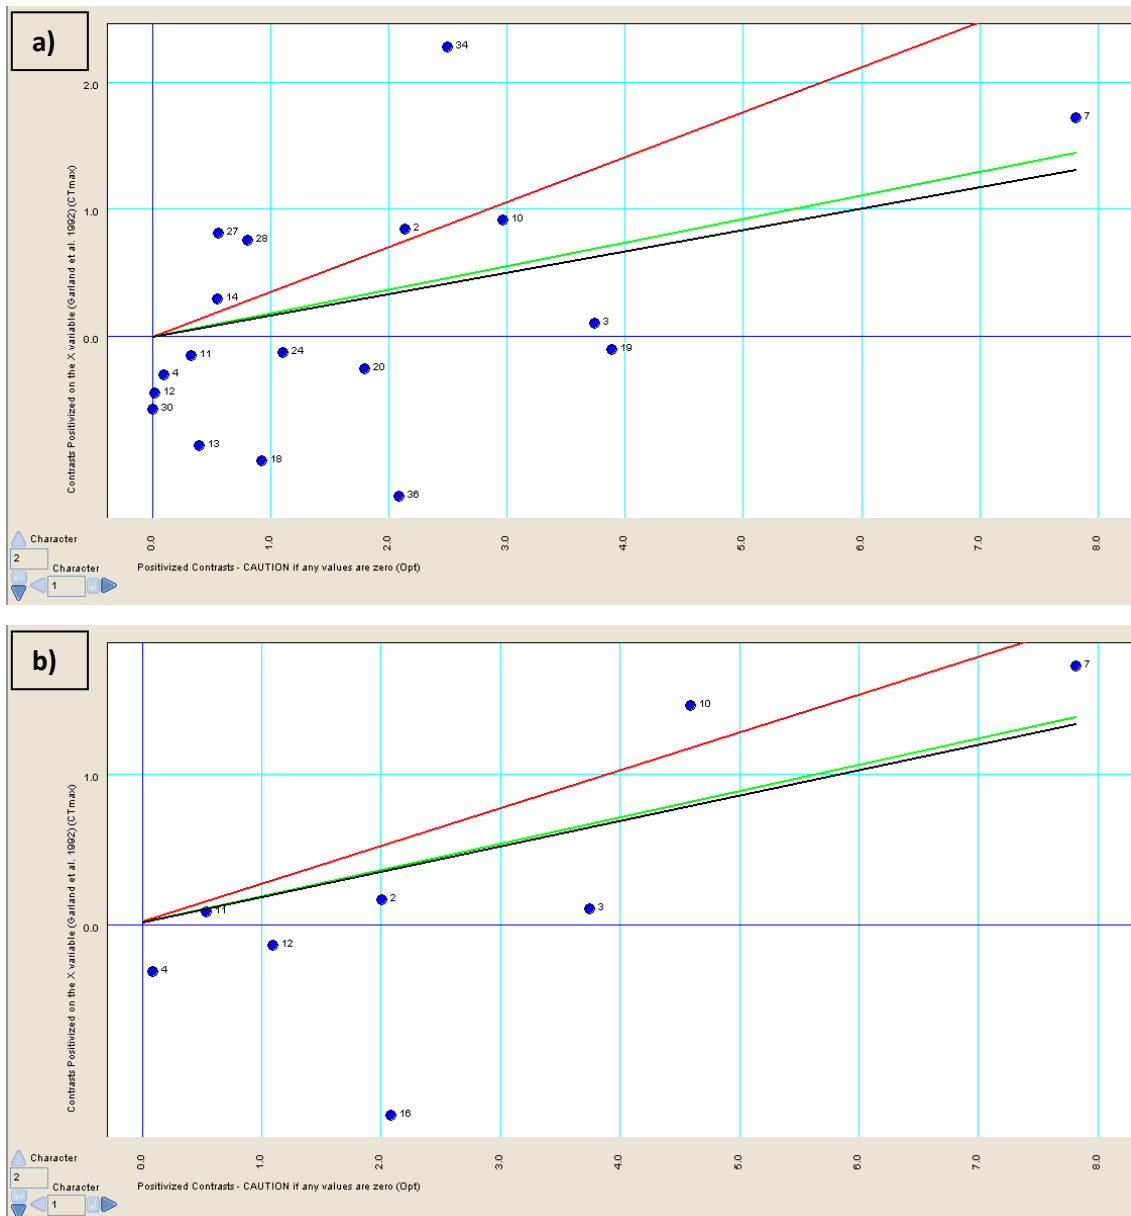 a)
2.0
1.0
0.0
Contrasts Positivized on the X variable (Garland et al. 1992) (CTmax)
34
7
27
28
2
10
14
3
19
11
24
20
4
12
30
13
18
36
0.0 1.0 2.0 3.0 4.0 5.0 6.0 7.0 8.0
Character
2
Character
1
Positivized Contrasts - CAUTION if any values are zero (Opt)
b)
1.0
0.0
Contrasts Positivized on the X variable (Garland et al. 1992) (CTmax)
7
10
2
11
3
12
4
16
0.0 1.0 2.0 3.0 4.0 5.0 6.0 7.0 8.0
Character
2
Character
1
Positivized Contrasts - CAUTION if any values are zero (Opt)